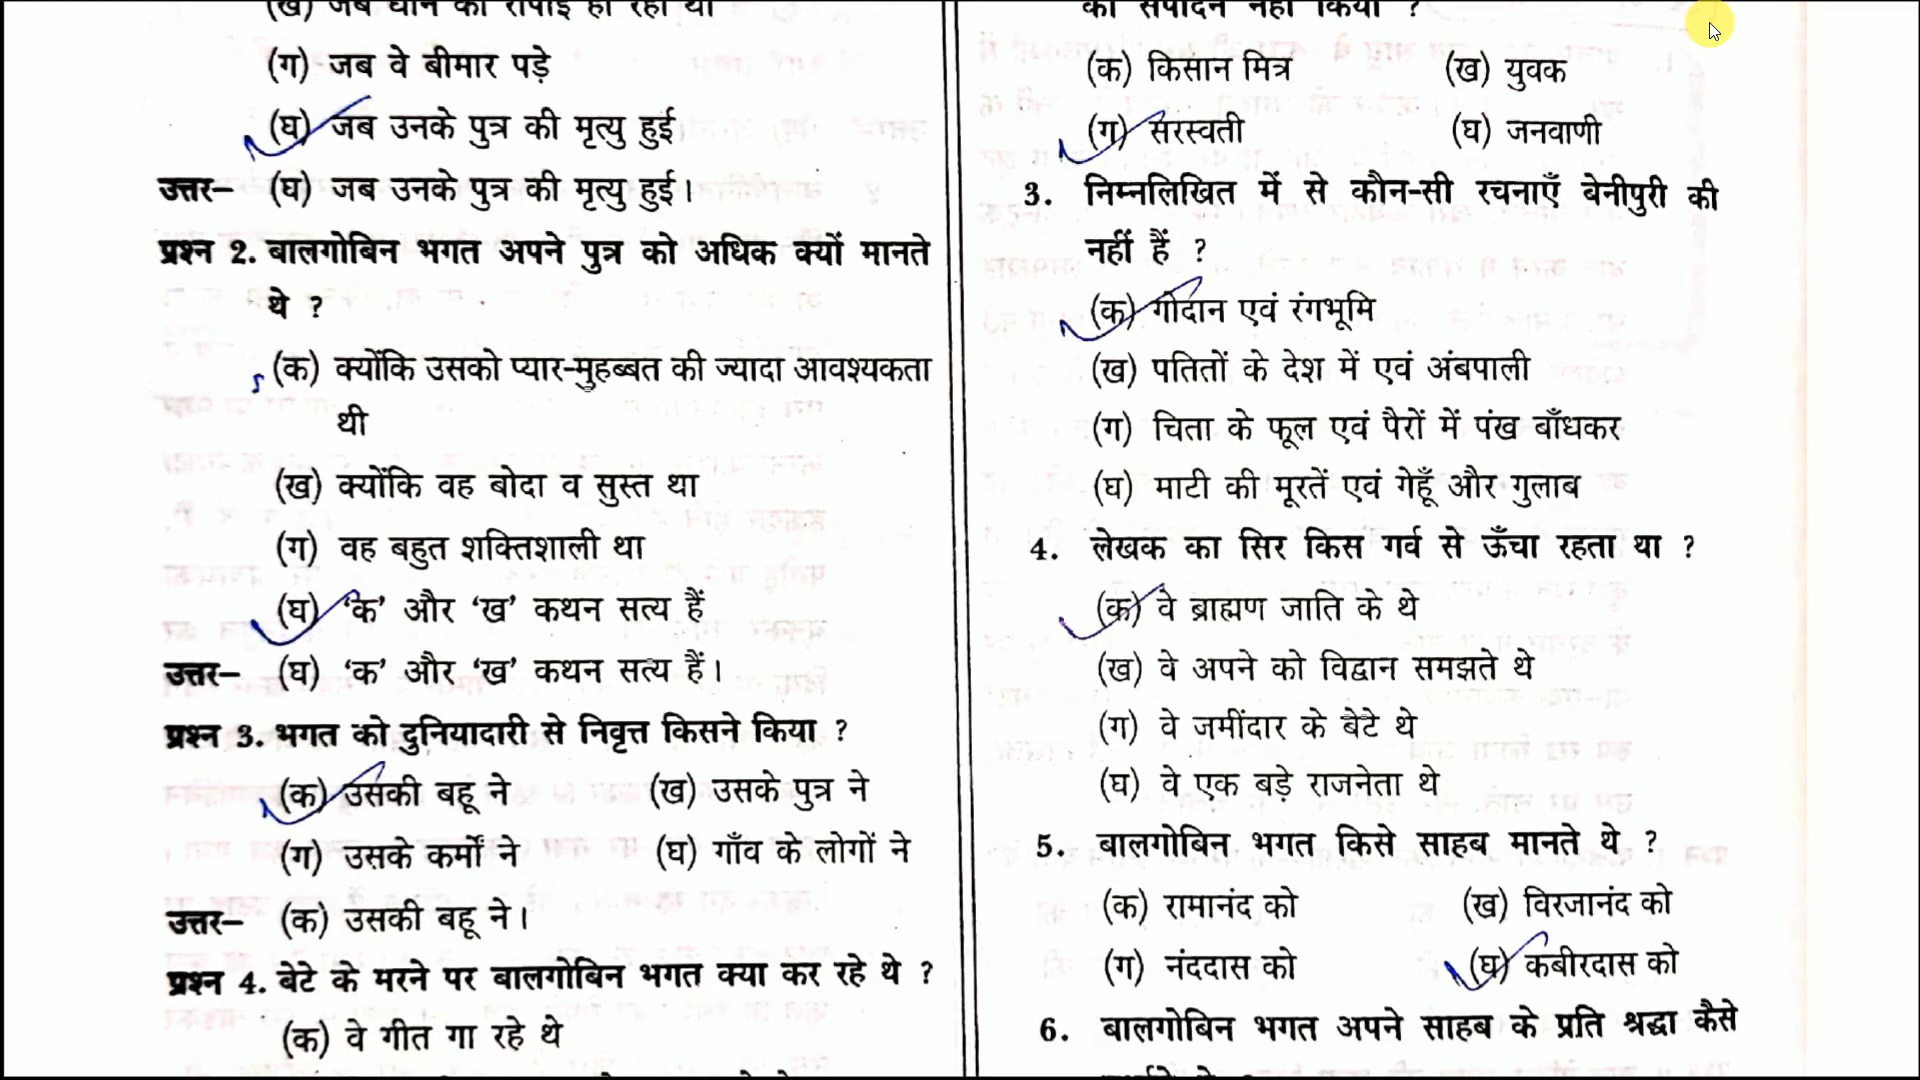 (ग) जब वे बीमार पड़े
(घ) जब उनके पुत्र की मृत्यु हुई
उत्तर– (घ) जब उनके पुत्र की मृत्यु हुई।
प्रश्न 2. बालगोबिन भगत अपने पुत्र को अधिक क्यों मानते
थे ?
(क) क्योंकि उसको प्यार-मुहब्बत की ज्यादा आवश्यकता
थी
(ख) क्योंकि वह बोदा व सुस्त था
(ग) वह बहुत शक्तिशाली था
(घ) ‘क’ और ‘ख’ कथन सत्य हैं
उत्तर– (घ) ‘क’ और ‘ख’ कथन सत्य हैं।
प्रश्न 3. भगत को दुनियादारी से निवृत्त किसने किया ?
(क) उसकी बहू ने (ख) उसके पुत्र ने
(ग) उसके कर्मों ने (घ) गाँव के लोगों ने
उत्तर– (क) उसकी बहू ने।
प्रश्न 4. बेटे के मरने पर बालगोबिन भगत क्या कर रहे थे ?
(क) वे गीत गा रहे थे
का संपादन नहीं किया ?
(क) किसान मित्र (ख) युवक
(ग) सरस्वती (घ) जनवाणी
3. निम्नलिखित में से कौन-सी रचनाएँ बेनीपुरी की
नहीं हैं ?
(क) गोदान एवं रंगभूमि
(ख) पतितों के देश में एवं अंबपाली
(ग) चिता के फूल एवं पैरों में पंख बाँधकर
(घ) माटी की मूरतें एवं गेहूँ और गुलाब
4. लेखक का सिर किस गर्व से ऊँचा रहता था ?
(क) वे ब्राह्मण जाति के थे
(ख) वे अपने को विद्वान समझते थे
(ग) वे जमींदार के बेटे थे
(घ) वे एक बड़े राजनेता थे
5. बालगोबिन भगत किसे साहब मानते थे ?
(क) रामानंद को (ख) विरजानंद को
(ग) नंददास को (घ) कबीरदास को
6. बालगोबिन भगत अपने साहब के प्रति श्रद्धा कैसे